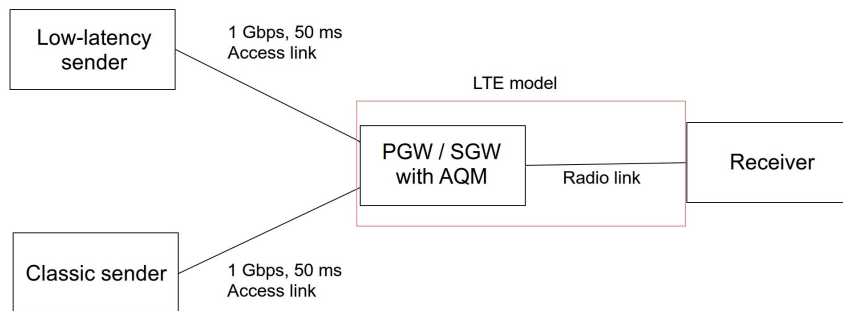 Low-latency
sender
1 Gbps, 50 ms
Access link
LTE model
PGW / SGW
with AQM
Radio link
Receiver
Classic sender
1 Gbps, 50 ms
Access link